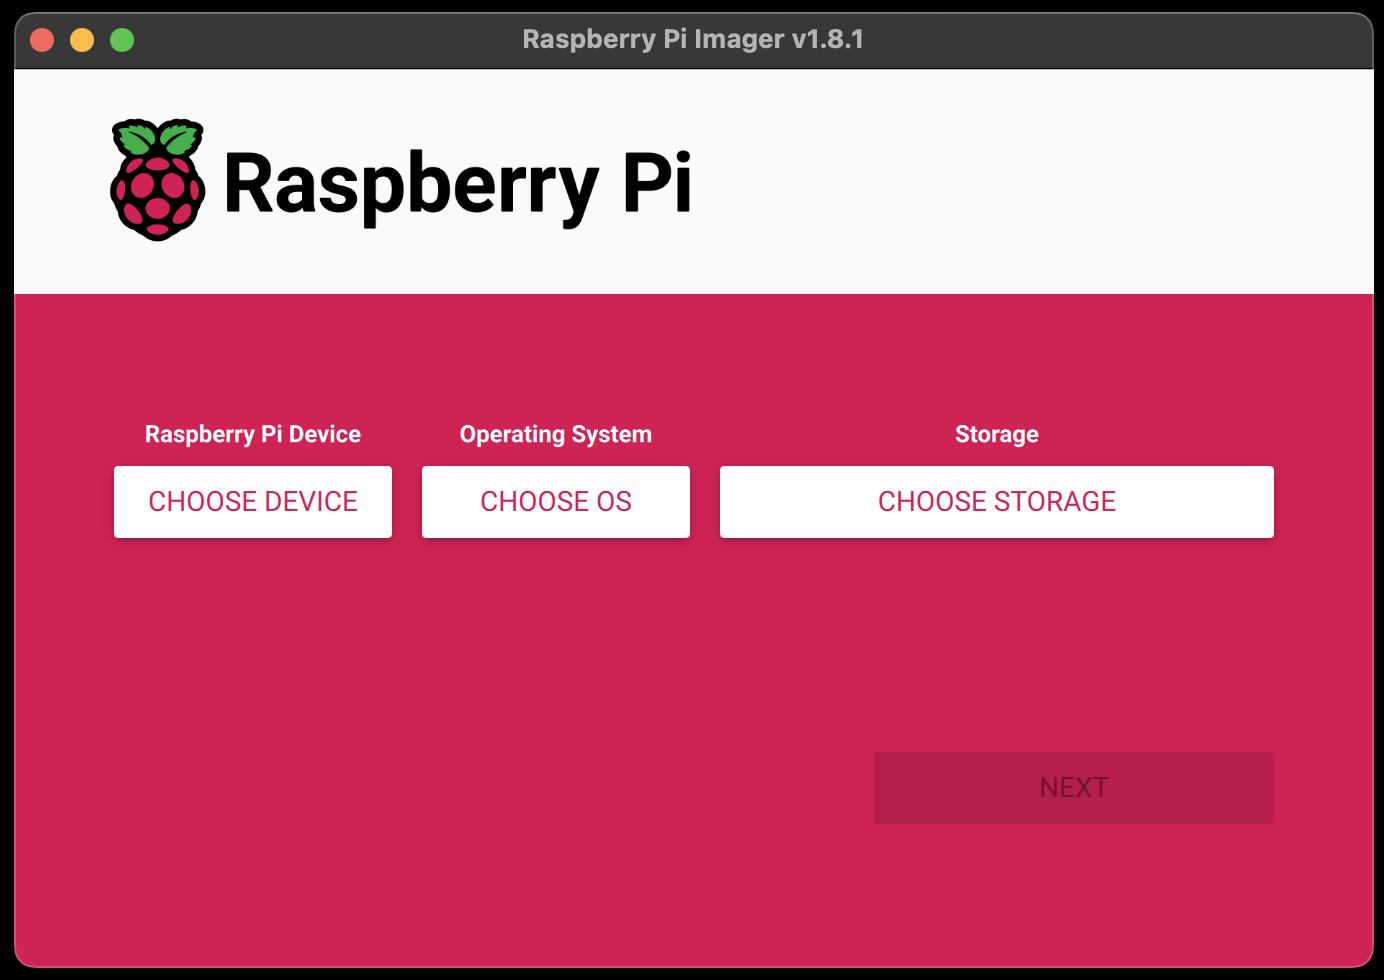 Raspberry Pi Imager v1.8.1
Raspberry Pi
Raspberry Pi Device
Operating System
Storage
CHOOSE DEVICE
CHOOSE OS
CHOOSE STORAGE
NEXT